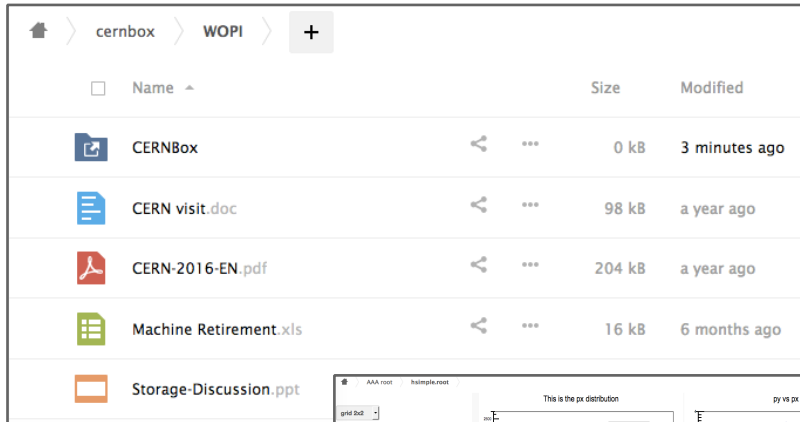 cernbox WOPI +
Name Size Modified
CERNBox 0 kB 3 minutes ago
CERN visit.doc 98 kB a year ago
CERN-2016-EN.pdf 204 kB a year ago
Machine Retirement.xls 16 kB 6 months ago
Storage-Discussion.ppt
AAA root hsimple.root
This is the px distribution py vs px
grid 2x2